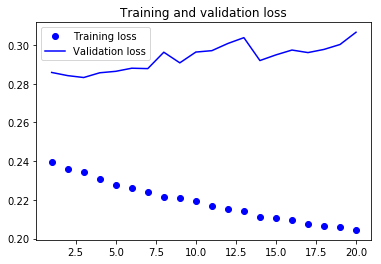 Training and validation loss
Training loss
Validation loss
0.30
0.28
0.26
0.24
0.22
0.20
2.5 5.0 7.5 10.0 12.5 15.0 17.5 20.0